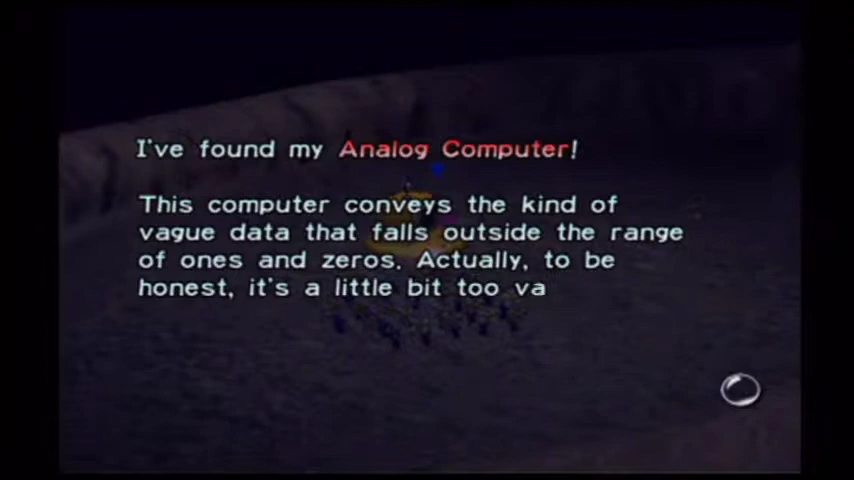 I've found my Analog Computer!
This computer conveys the kind of
vague data that falls outside the range
of ones and zeros. Actually, to be
honest, it's a little bit too va